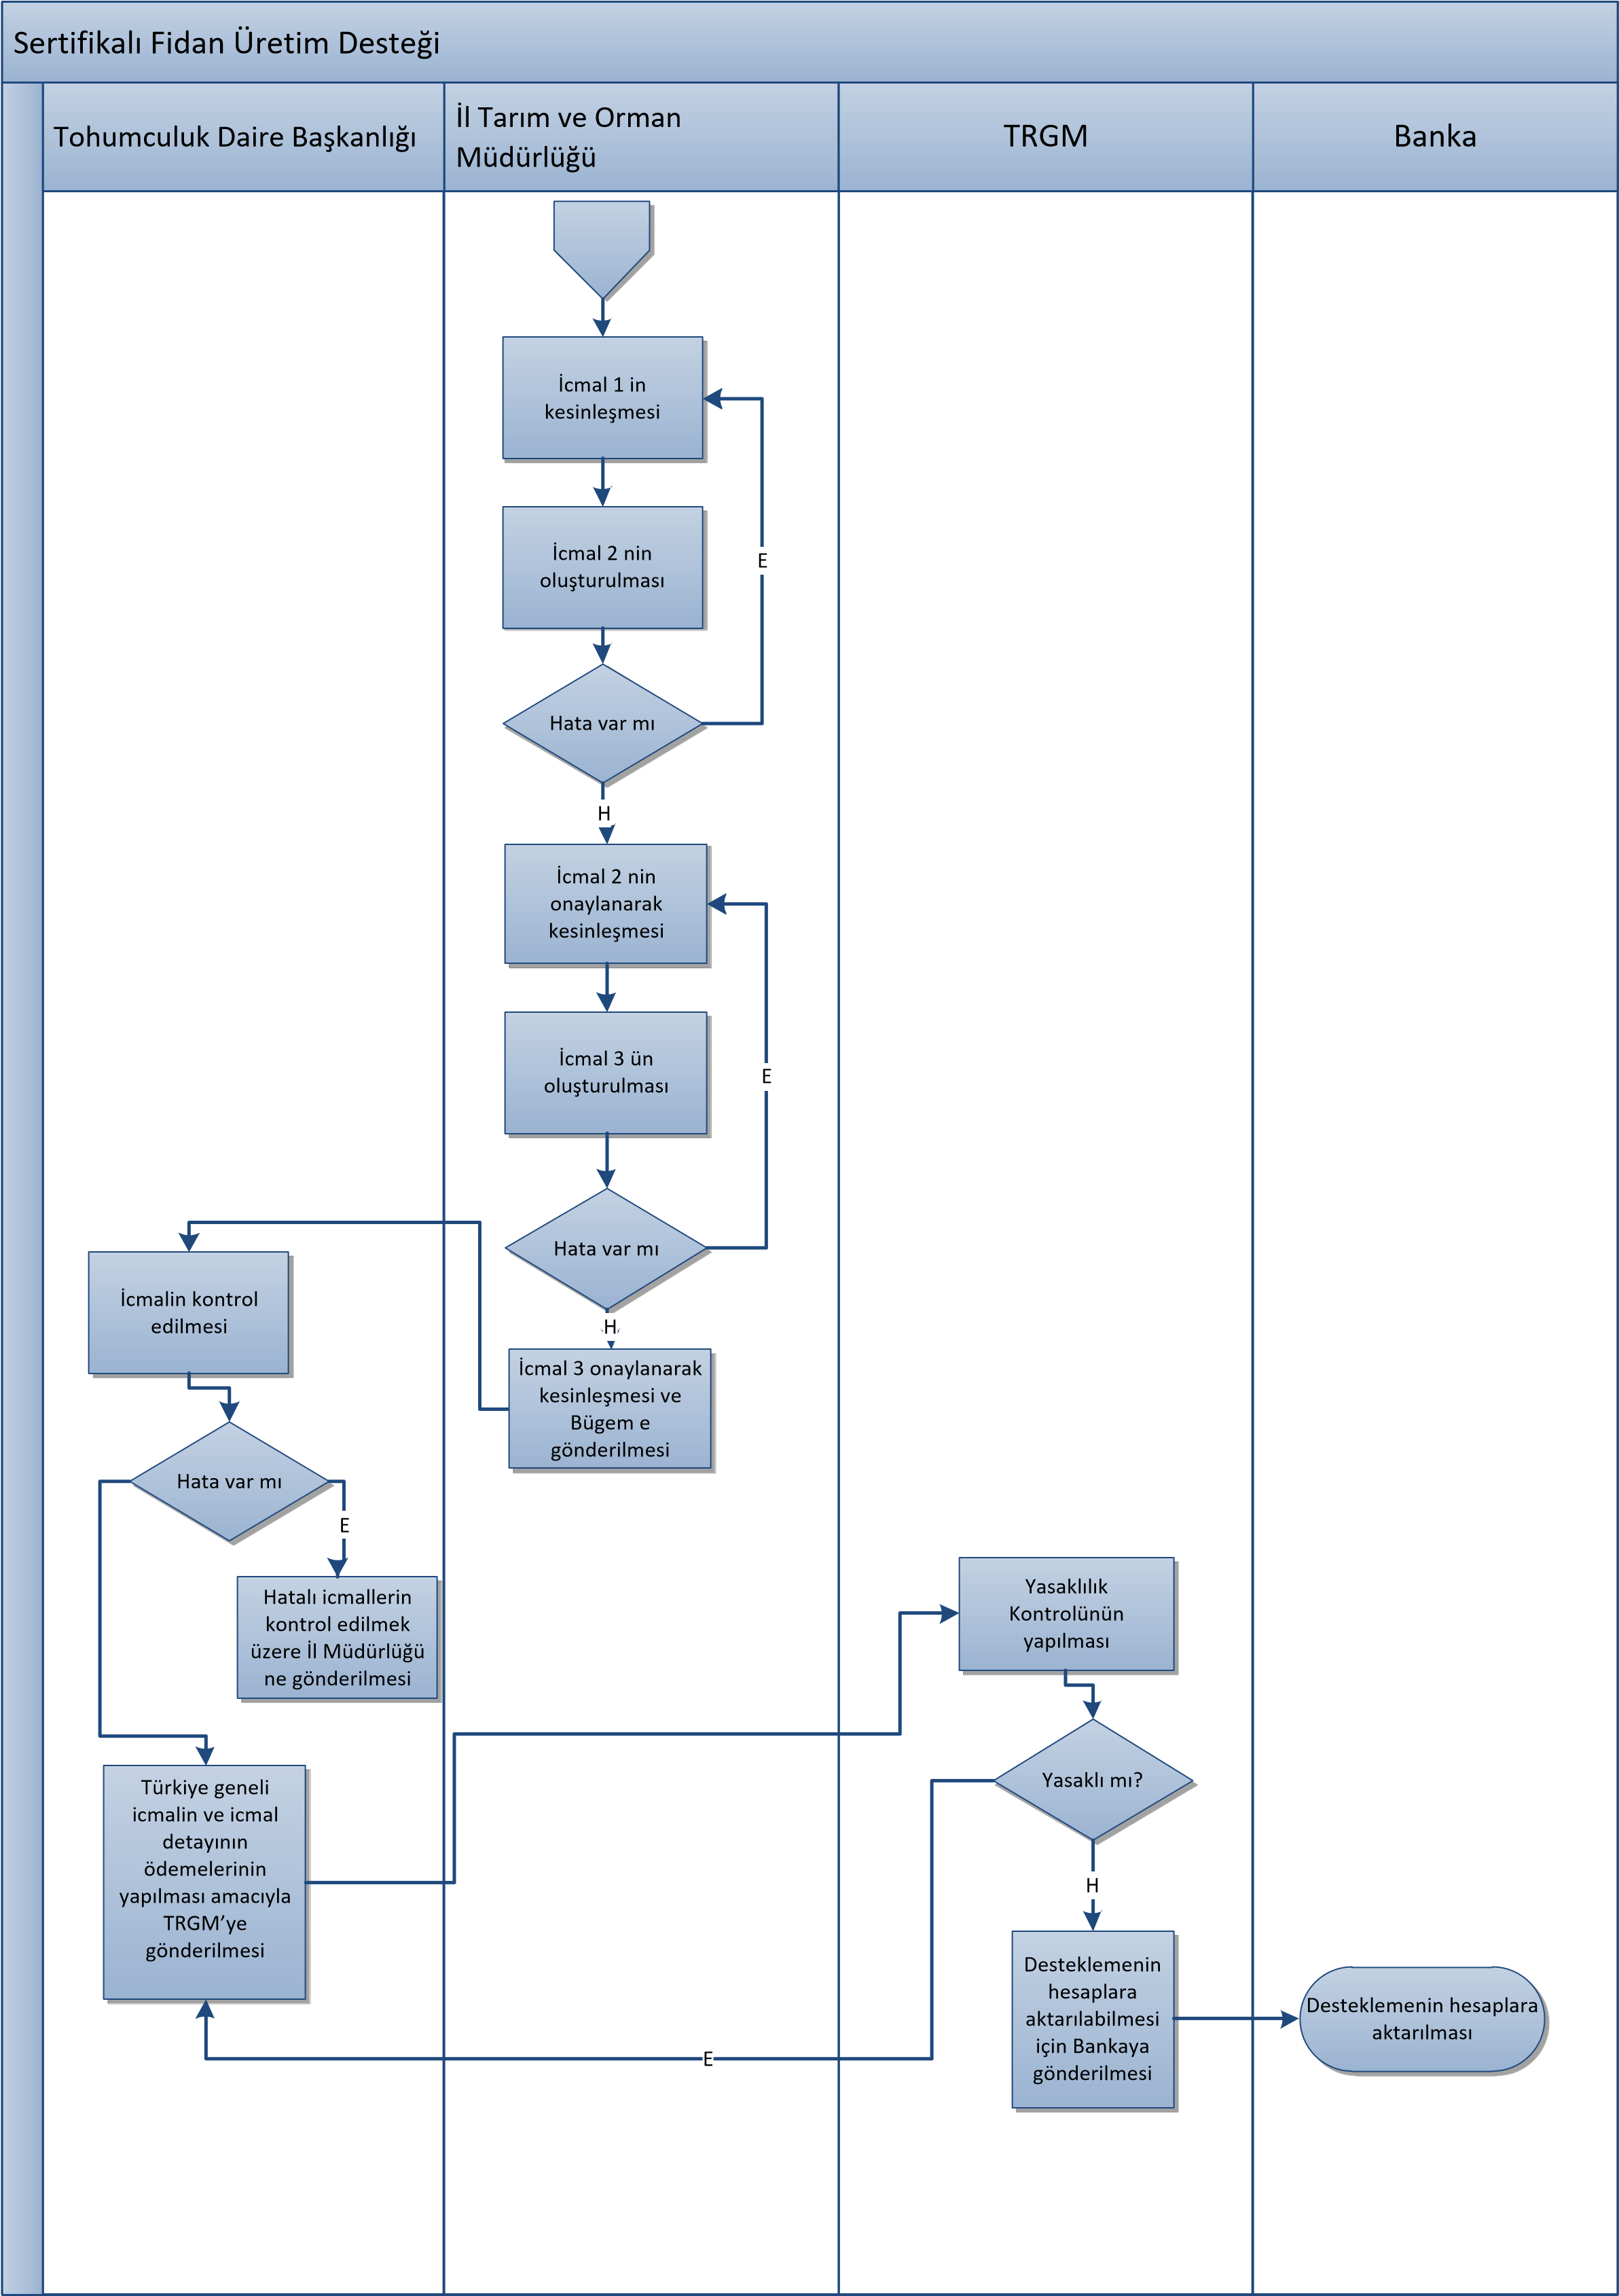 Sertifikalı Fidan Üretim Desteği
Tohumculuk Daire Başkanlığı
İl Tarım ve Orman
Müdürlüğü
TRGM
Banka
İcmal 1 in
kesinleşmesi
İcmal 2 nin
oluşturulması
E
Hata var mı
H
İcmal 2 nin
onaylanarak
kesinleşmesi
İcmal 3 ün
oluşturulması
E
Hata var mı
H
İcmal 3 onaylanarak
kesinleşmesi ve
Bügem e
gönderilmesi
İcmalin kontrol
edilmesi
Hata var mı
E
Hatalı icmallerin
kontrol edilmek
üzere İl Müdürlüğü
ne gönderilmesi
Türkiye geneli
icmalin ve icmal
detayının
ödemelerinin
yapılması amacıyla
TRGM’ye
gönderilmesi
Yasaklılık
Kontrolünün
yapılması
Yasaklı mı?
H
E
Desteklemenin
hesaplara
aktarılabilmesi
için Bankaya
gönderilmesi
Desteklemenin hesaplara
aktarılması